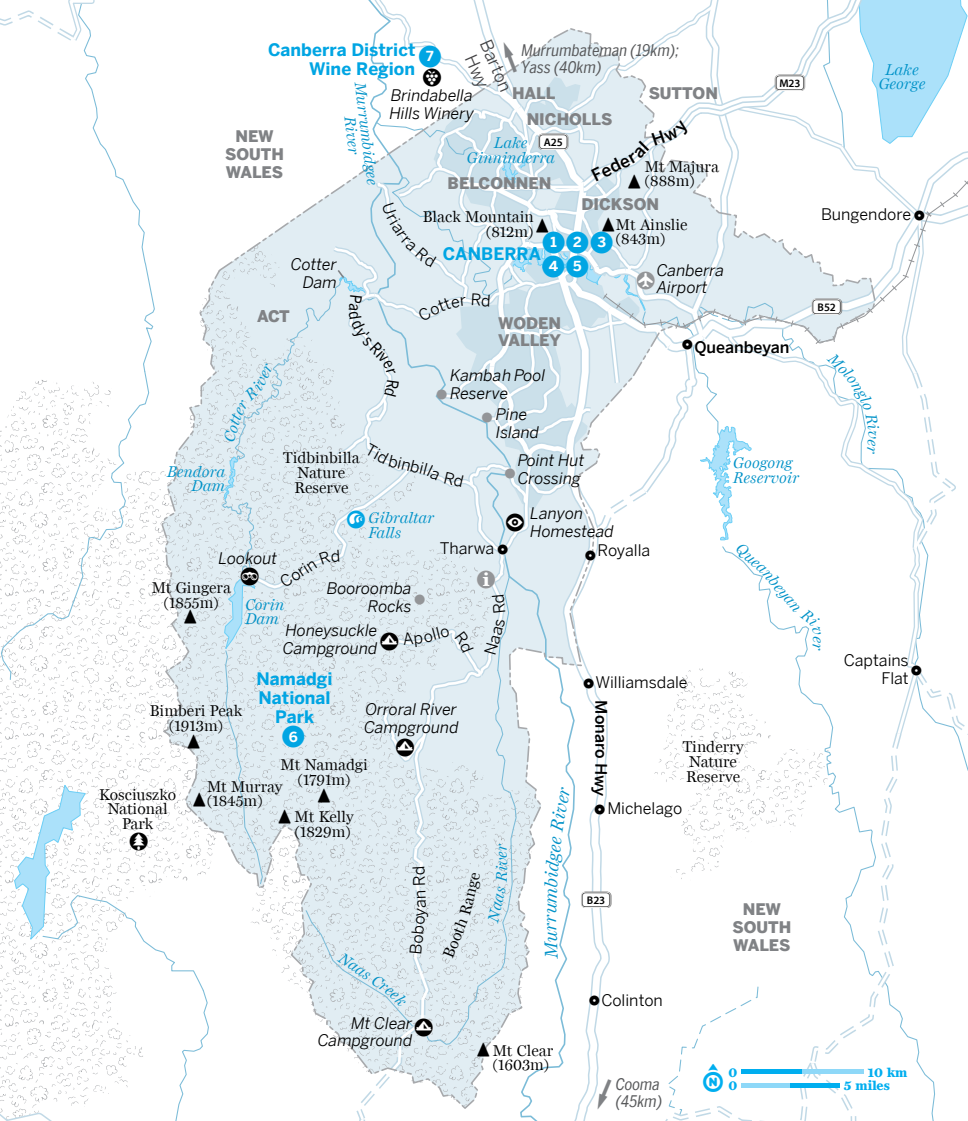 Canberra District
Wine Region
7
Brindabella
Hills Winery
Barton
Hwy
Murrumbateman (19km);
Yass (40km)
HALL
NICHOLLS
SUTTON
M23
Lake
George
NEW
SOUTH
WALES
Murrumbidgee
River
A25
Lake
Ginninderra
Federal Hwy
Mt Majura
(888m)
BELCONNEN
DICKSON
Black Mountain
(812m)
Mt Ainslie
(843m)
Bungendore
CANBERRA
1
2
3
4
5
Uriarra Rd
Cotter
Dam
Canberra
Airport
Cotter Rd
B52
ACT
Paddy's River Rd
WODEN
VALLEY
Queanbeyan
Molonglo River
Kambah Pool
Reserve
Pine
Island
Cotter River
Tidbinbilla
Nature
Reserve
Tidbinbilla Rd
Point Hut
Crossing
Googong
Reservoir
Bendora
Dam
Gibraltar
Falls
Lanyon
Homestead
Tharwa
Royalla
Lookout
Corin Rd
Queanbeyan River
Mt Gingera
(1855m)
Corin
Dam
Booroomba
Rocks
i
Naas Rd
Honeysuckle
Campground
Apollo Rd
Captains
Flat
Namadgi
National
Park
6
Williamsdale
Monaro Hwy
Bimberi Peak
(1913m)
Orroral River
Campground
Tinderry
Nature
Reserve
Mt Namadgi
(1791m)
Mt Murray
(1845m)
Kosciuszko
National
Park
Mt Kelly
(1829m)
Michelago
Murrumbidgee River
Boboyan Rd
Booth Range
Naas River
B23
NEW
SOUTH
WALES
Naas Creek
Colinton
Mt Clear
Campground
Mt Clear
(1603m)
Cooma
(45km)
N
0
10 km
0
5 miles